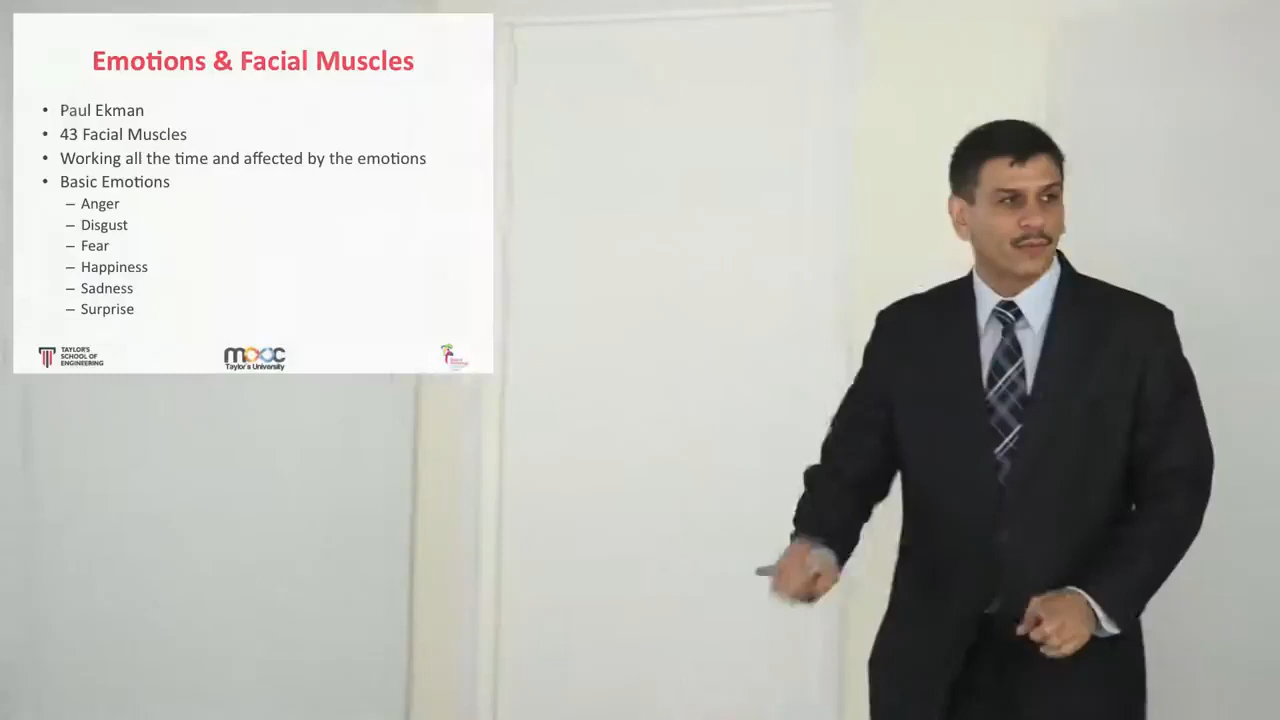 Emotions & Facial Muscles
• Paul Ekman
• 43 Facial Muscles
• Working all the time and affected by the emotions
• Basic Emotions
– Anger
– Disgust
– Fear
– Happiness
– Sadness
– Surprise
TAYLOR'S
SCHOOL OF
ENGINEERING
mooc
Taylor's University